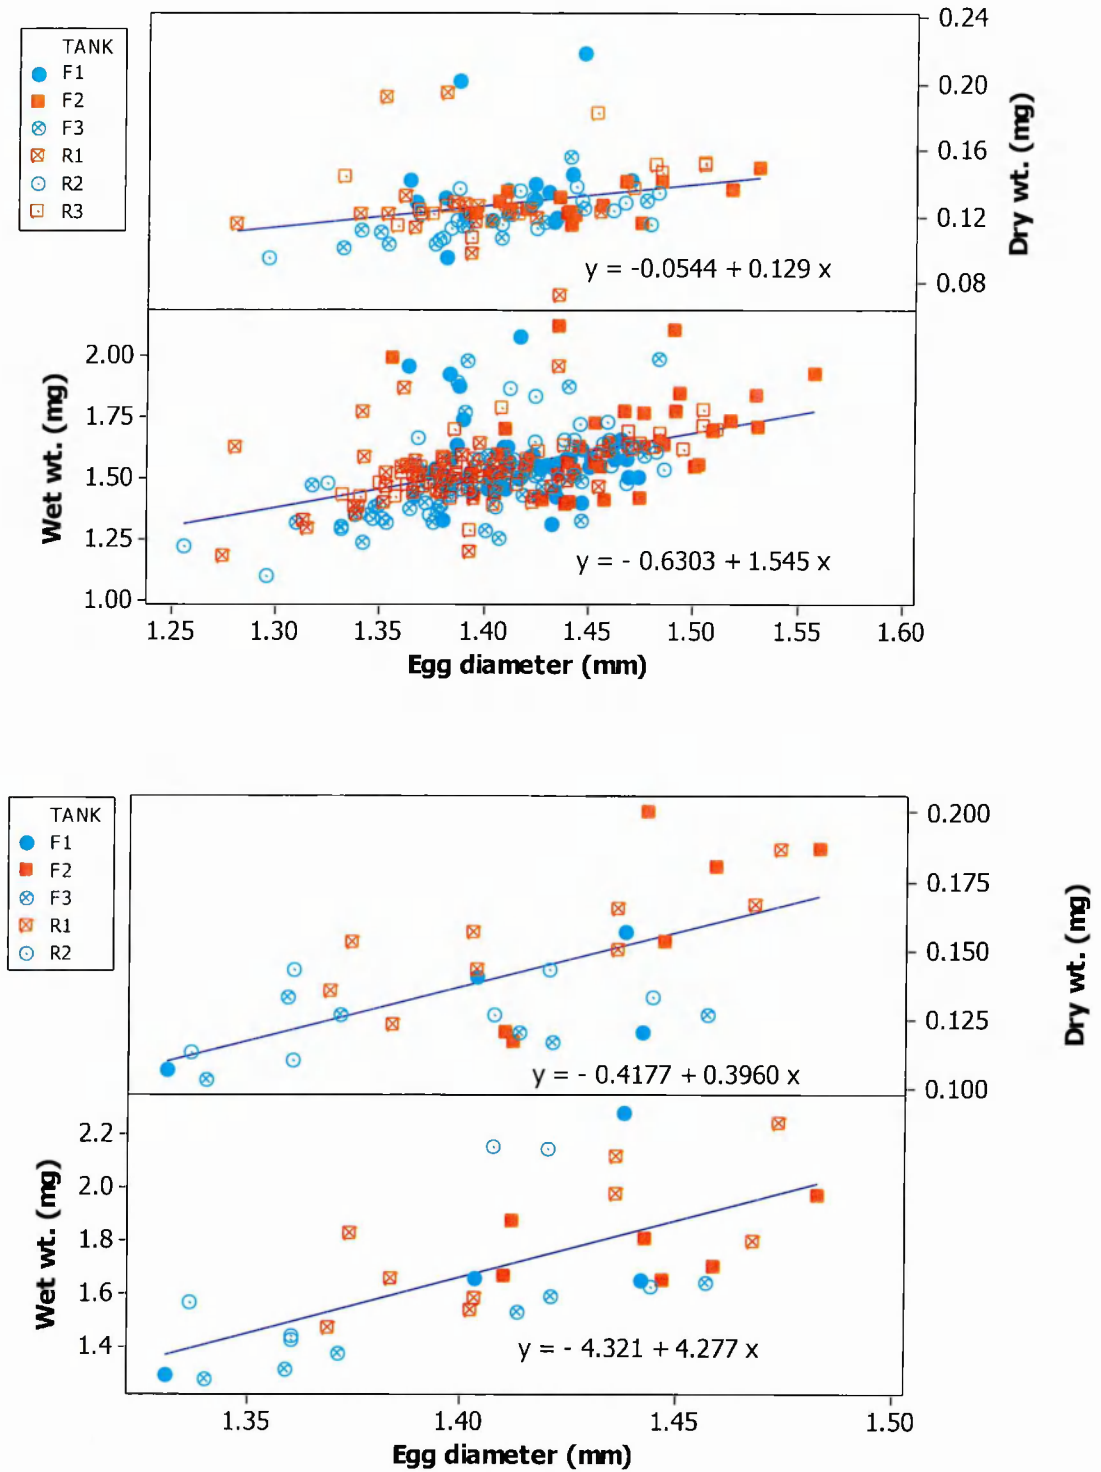 TANK
F1
F2
F3
R1
R2
R3
0.24
0.20
0.16
0.12
0.08
Dry wt. (mg)
y = -0.0544 + 0.129 x
2.00
1.75
1.50
1.25
1.00
Wet wt. (mg)
y = - 0.6303 + 1.545 x
1.25 1.30 1.35 1.40 1.45 1.50 1.55 1.60
Egg diameter (mm)
TANK
F1
F2
F3
R1
R2
0.200
0.175
0.150
0.125
0.100
Dry wt. (mg)
y = - 0.4177 + 0.3960 x
2.2
2.0
1.8
1.6
1.4
Wet wt. (mg)
y = - 4.321 + 4.277 x
1.35 1.40 1.45 1.50
Egg diameter (mm)